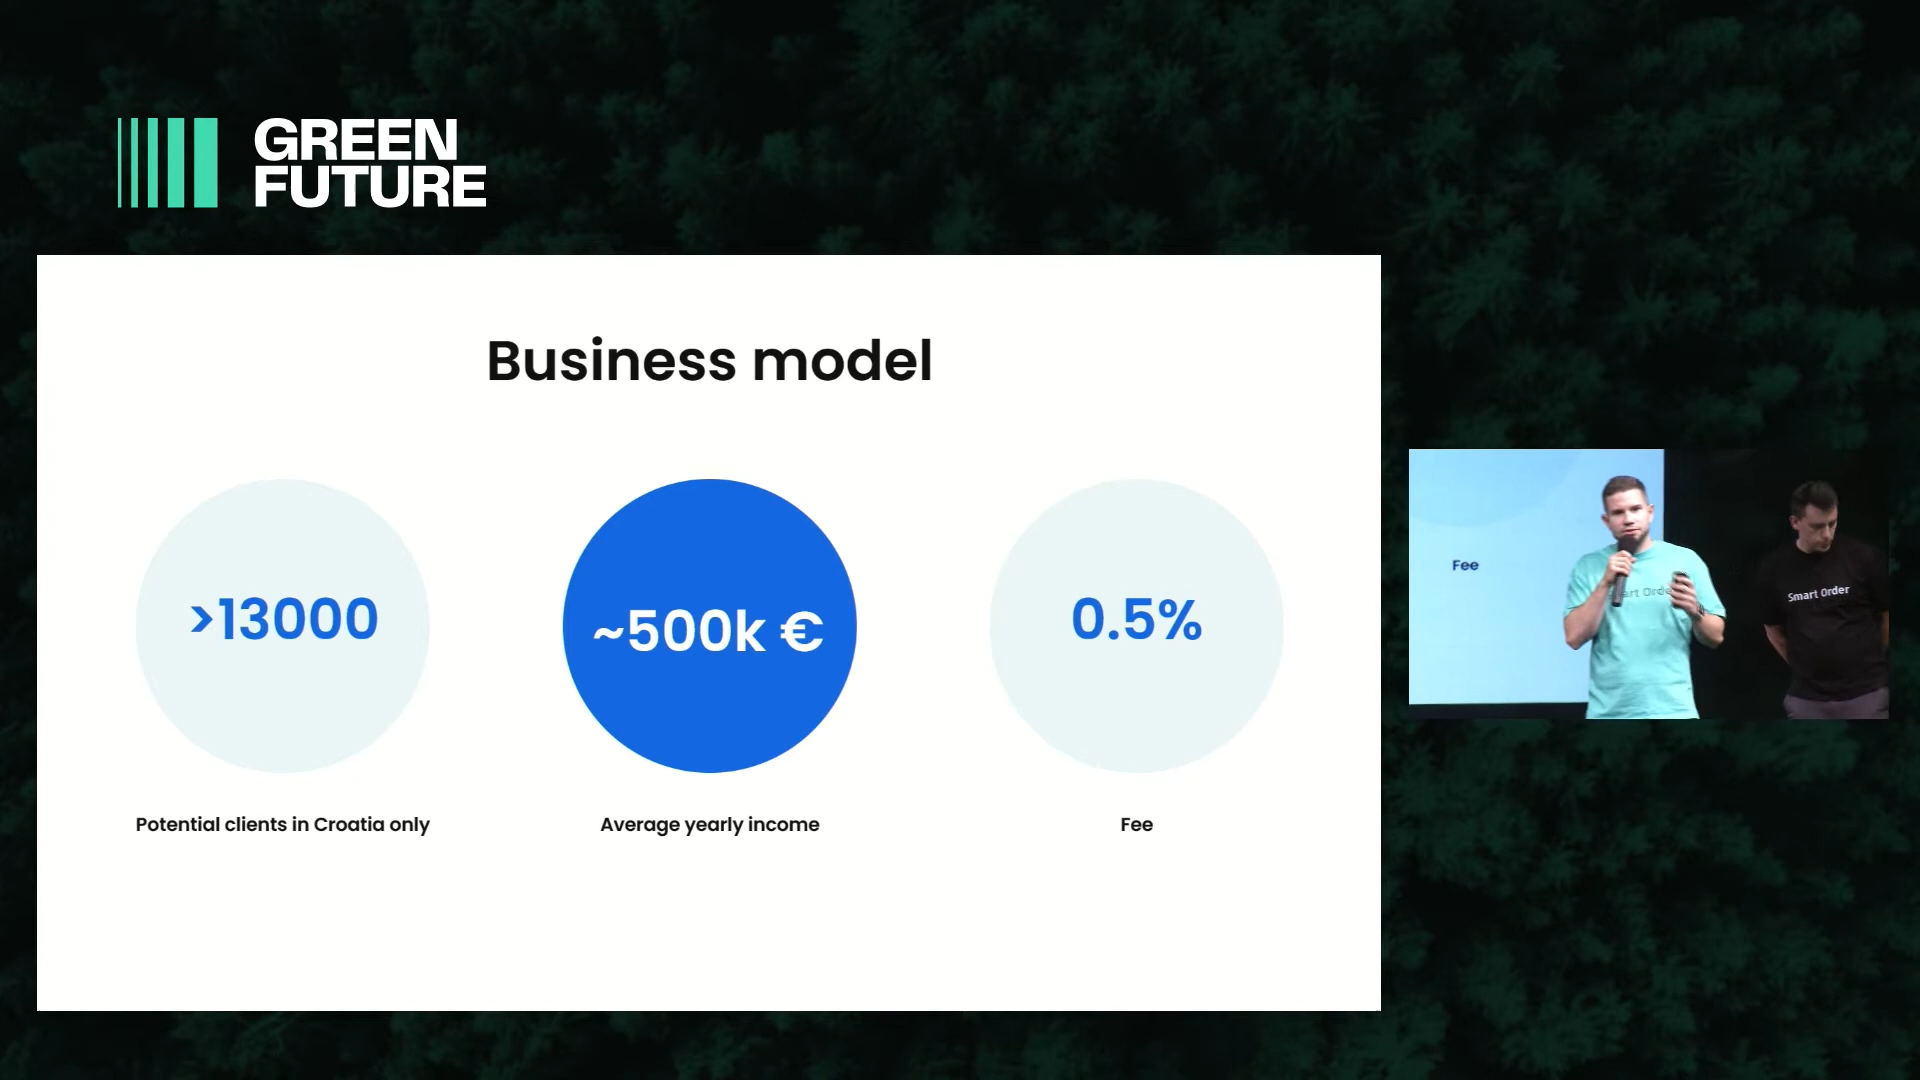 GREEN
FUTURE
Business model
>13000
~500k €
0.5%
Potential clients in Croatia only
Average yearly income
Fee
Fee
Smart Order